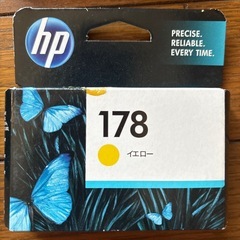 hp
PRECISE.
RELIABLE.
EVERY TIME.
178
イエロー